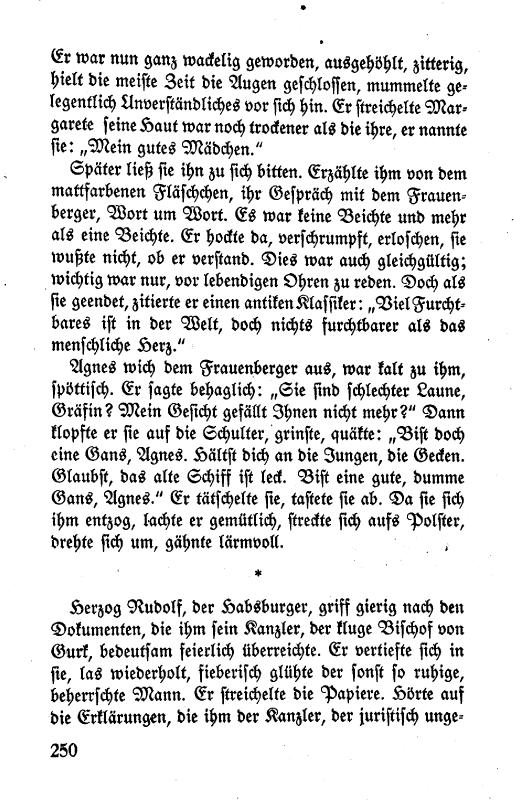 Er war nun ganz wackelig geworden, ausgehöhlt, zitterig,
hielt die meiste Zeit die Augen geschlossen, mummelte ge-
legentlich Unverständliches vor sich hin. Er streichelte Mar-
garete seine Haut war noch trockener als die ihre, er nannte
sie: „Mein gutes Mädchen."
Später ließ sie ihn zu sich bitten. Erzählte ihm von dem
mattfarbenen Fläschchen, ihr Gespräch mit dem Frauen-
berger, Wort um Wort. Es war keine Beichte und mehr
als eine Beichte. Er hockte da, verschrumpft, erloschen, sie
wußte nicht, ob er verstand. Dies war auch gleichgültig;
wichtig war nur, vor lebendigen Ohren zu reden. Doch als
sie geendet, zitierte er einen antiken Klassiker: „Viel Furcht-
bares ist in der Welt, doch nichts furchtbarer als das
menschliche Herz."
Agnes wich dem Frauenberger aus, war kalt zu ihm,
spöttisch. Er sagte behaglich: „Sie sind schlechter Laune,
Gräfin? Mein Gesicht gefällt Ihnen nicht mehr?" Dann
klopfte er sie auf die Schulter, grinste, quäkte: „Bist doch
eine Gans, Agnes. Hältst dich an die Jungen, die Gecken.
Glaubst, das alte Schiff ist leck. Bist eine gute, dumme
Gans, Agnes." Er tätschelte sie, tastete sie ab. Da sie sich
ihm entzog, lachte er gemütlich, streckte sich aufs Polster,
drehte sich um, gähnte lärmvoll.
*
Herzog Rudolf, der Habsburger, griff gierig nach den
Dokumenten, die ihm sein Kanzler, der kluge Bischof von
Gurk, bedeutsam feierlich überreichte. Er vertiefte sich in
sie, las wiederholt, fieberisch glühte der sonst so ruhige,
beherrschte Mann. Er streichelte die Papiere. Hörte auf
die Erklärungen, die ihm der Kanzler, der juristisch unge-
250